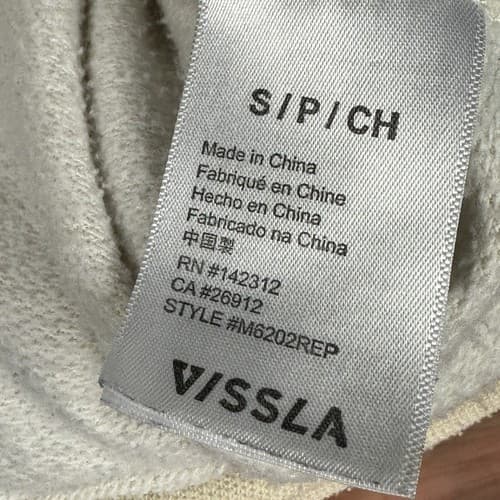 S/P/CH
Made in China
Fabriqué en Chine
Hecho en China
Fabricado na China
中国製
RN #142312
CA #26912
STYLE #M6202REP
VISSLA